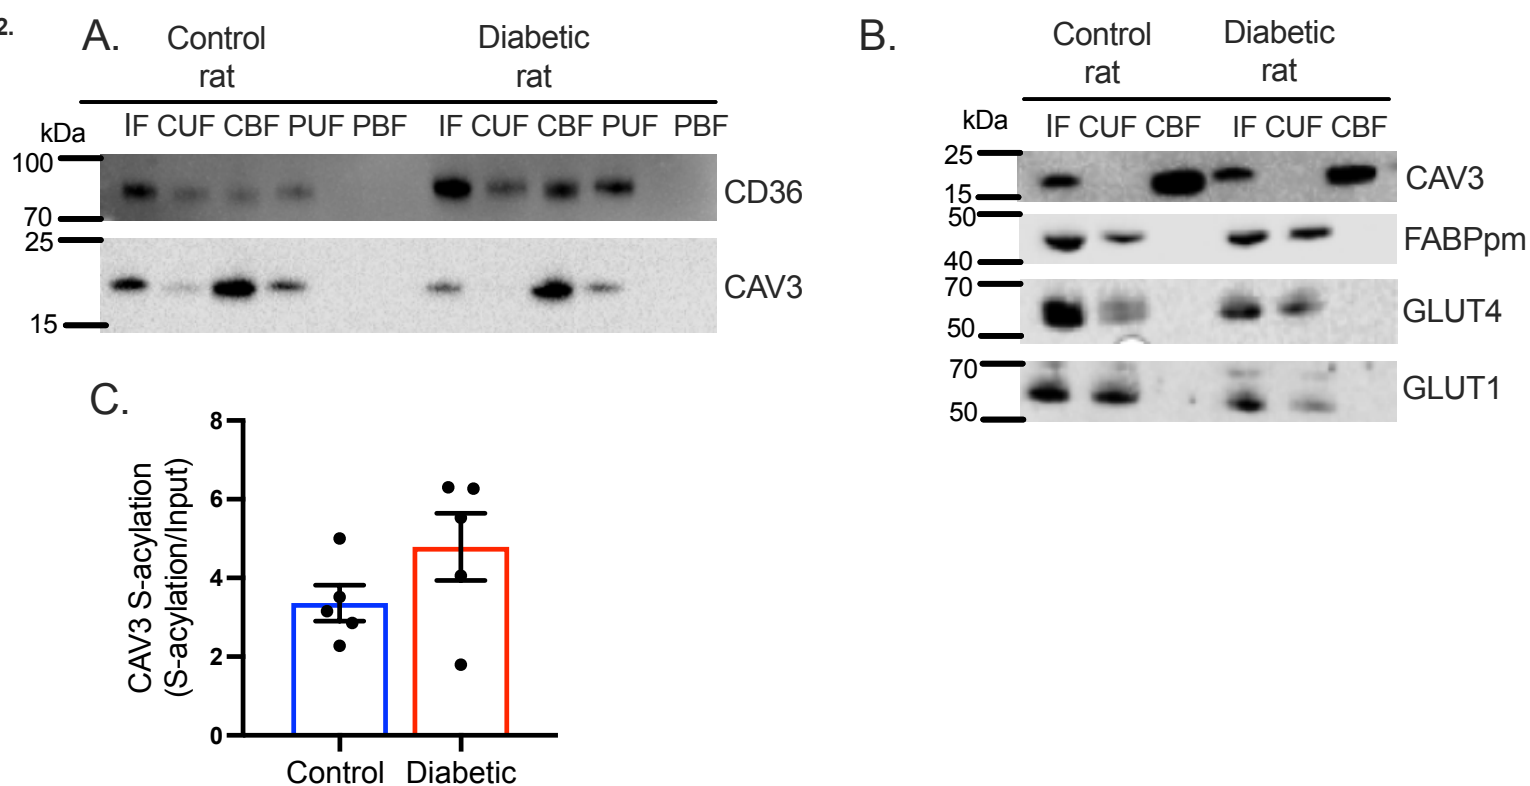 2.
A.
Control
rat
Diabetic
rat
kDa
IF CUF CBF PUF PBF
IF CUF CBF PUF PBF
100
70
CD36
25
15
CAV3
B.
Control
rat
Diabetic
rat
kDa
IF CUF CBF
IF CUF CBF
25
15
CAV3
50
40
FABPpm
70
50
GLUT4
70
50
GLUT1
C.
CAV3 S-acylation
(S-acylation/Input)
8
6
4
2
0
Control
Diabetic